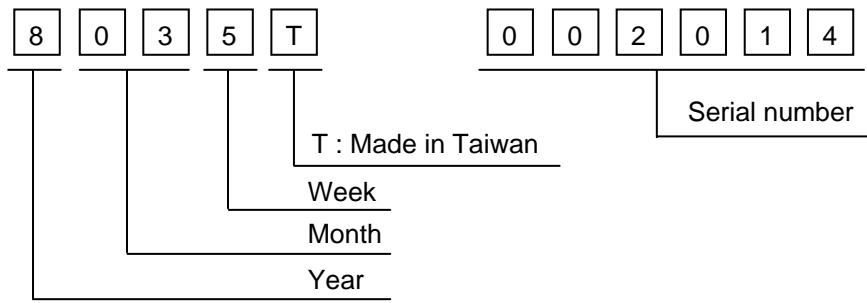 8 0 3 5 T 0 0 2 0 1 4
Serial number
T : Made in Taiwan
Week
Month
Year